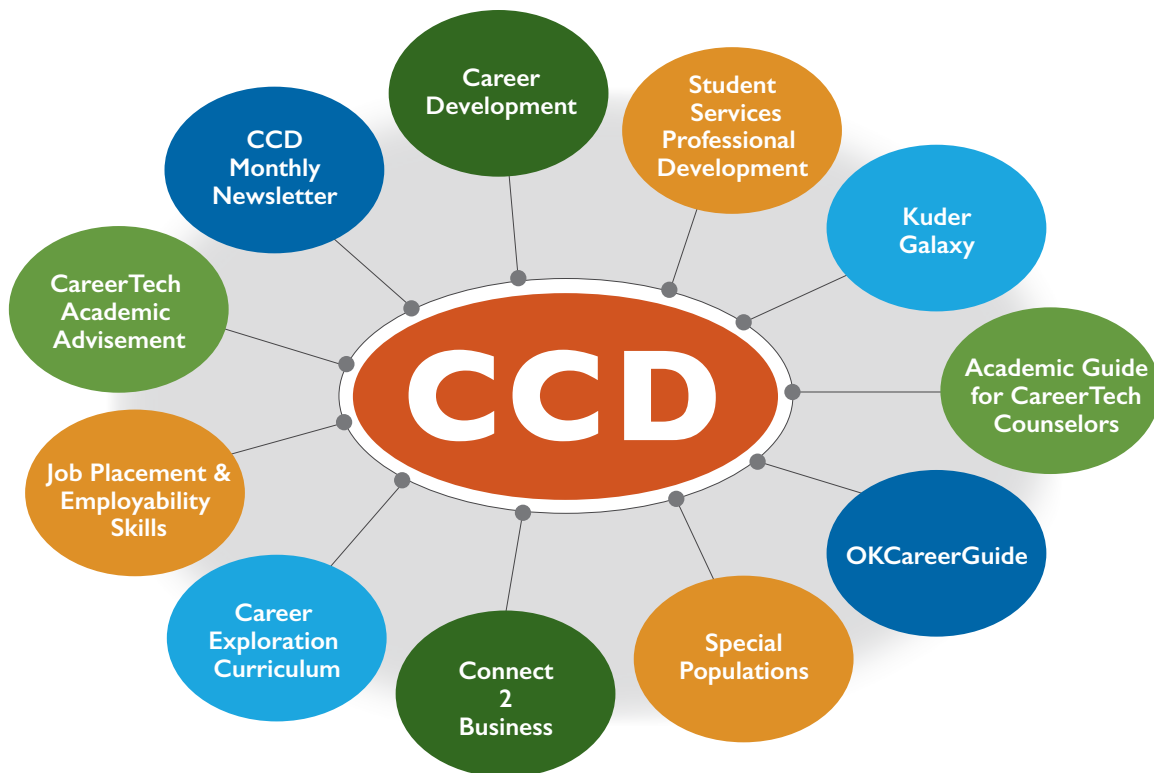 Career
Development
Student
Services
Professional
Development
CCD
Monthly
Newsletter
Kuder
Galaxy
CareerTech
Academic
Advisement
CCD
Academic Guide
for CareerTech
Counselors
Job Placement &
Employability
Skills
OKCareerGuide
Career
Exploration
Curriculum
Special
Populations
Connect
2
Business